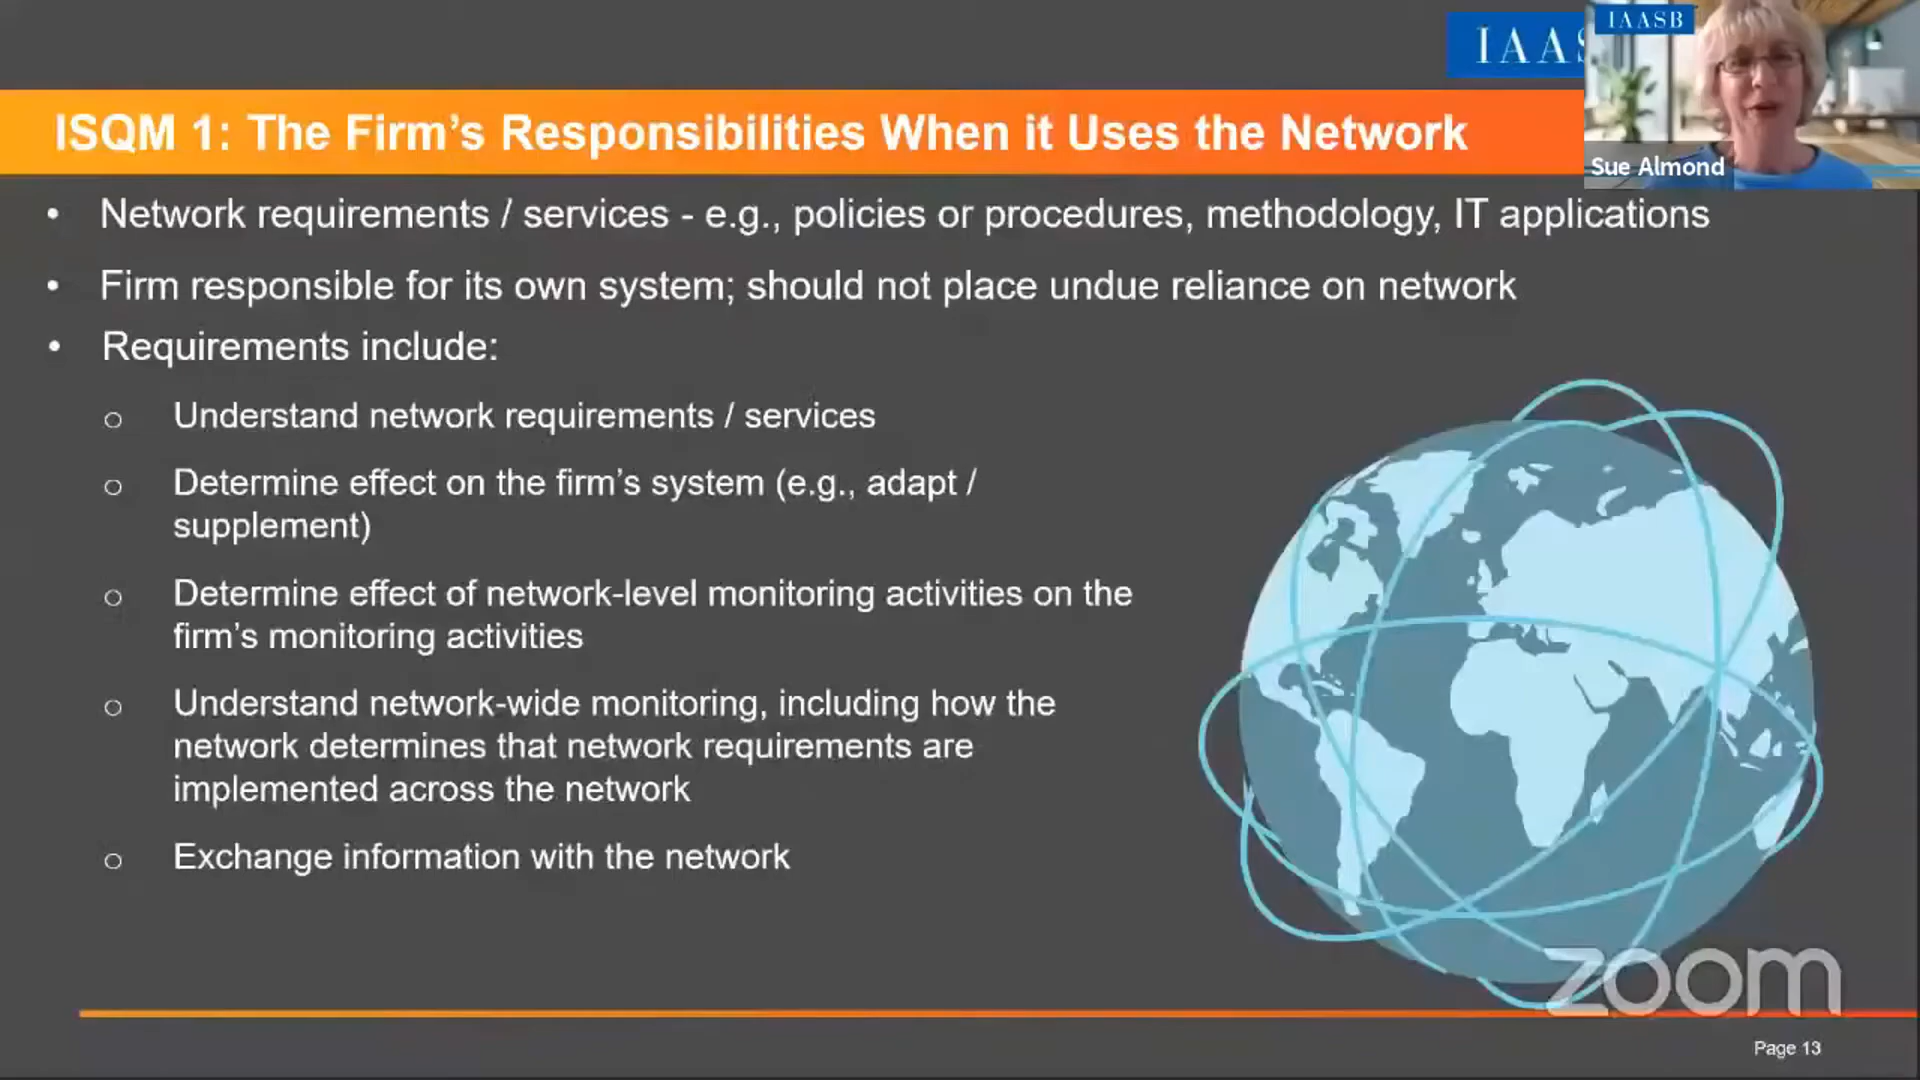 IAAS
IAASB
ISQM 1: The Firm’s Responsibilities When it Uses the Network
Sue Almond
• Network requirements / services - e.g., policies or procedures, methodology, IT applications
• Firm responsible for its own system; should not place undue reliance on network
• Requirements include:
o Understand network requirements / services
o Determine effect on the firm’s system (e.g., adapt /
supplement)
o Determine effect of network-level monitoring activities on the
firm’s monitoring activities
o Understand network-wide monitoring, including how the
network determines that network requirements are
implemented across the network
o Exchange information with the network
zoom
Page 13